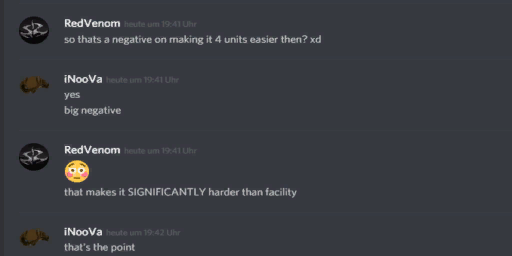 RedVenom heute um 19:41 Uhr
so thats a negative on making it 4 units easier then? xd
iNooVa heute um 19:41 Uhr
yes
big negative
RedVenom heute um 19:41 Uhr
that makes it SIGNIFICANTLY harder than facility
iNooVa heute um 19:42 Uhr
that's the point